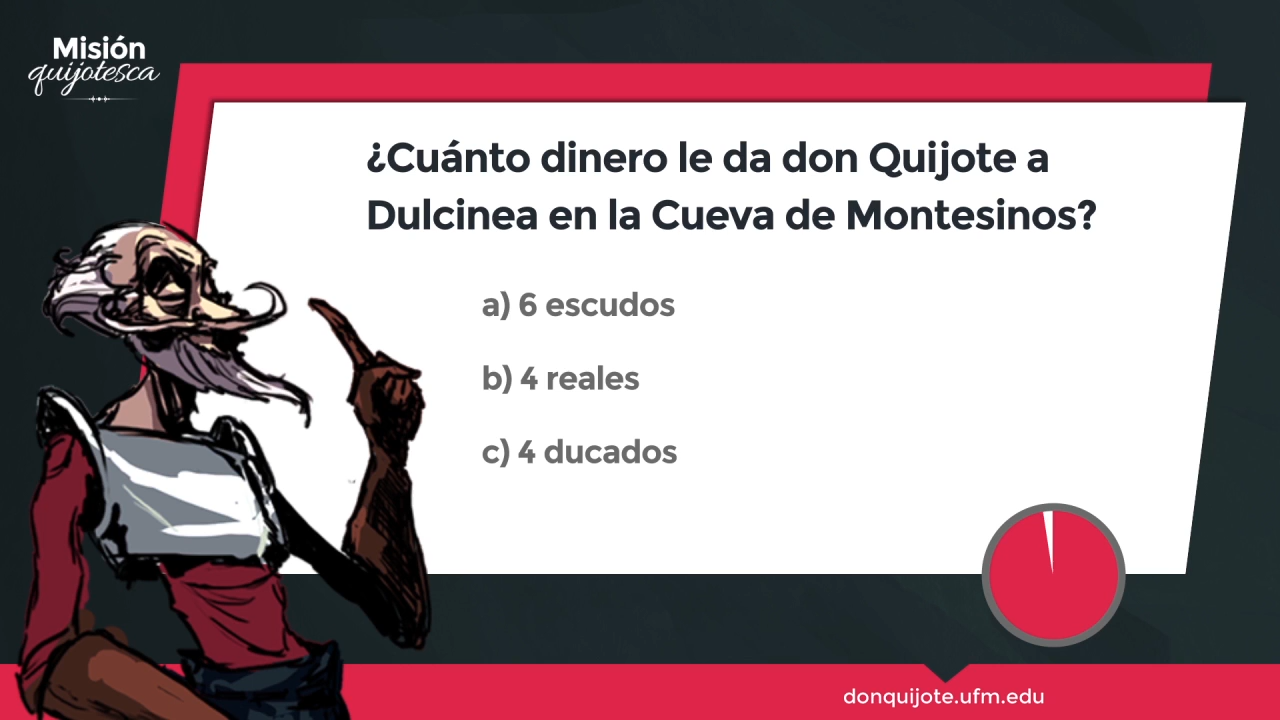 Misión
quijotesca
¿Cuánto dinero le da don Quijote a
Dulcinea en la Cueva de Montesinos?
a) 6 escudos
b) 4 reales
c) 4 ducados
donquijote.ufm.edu